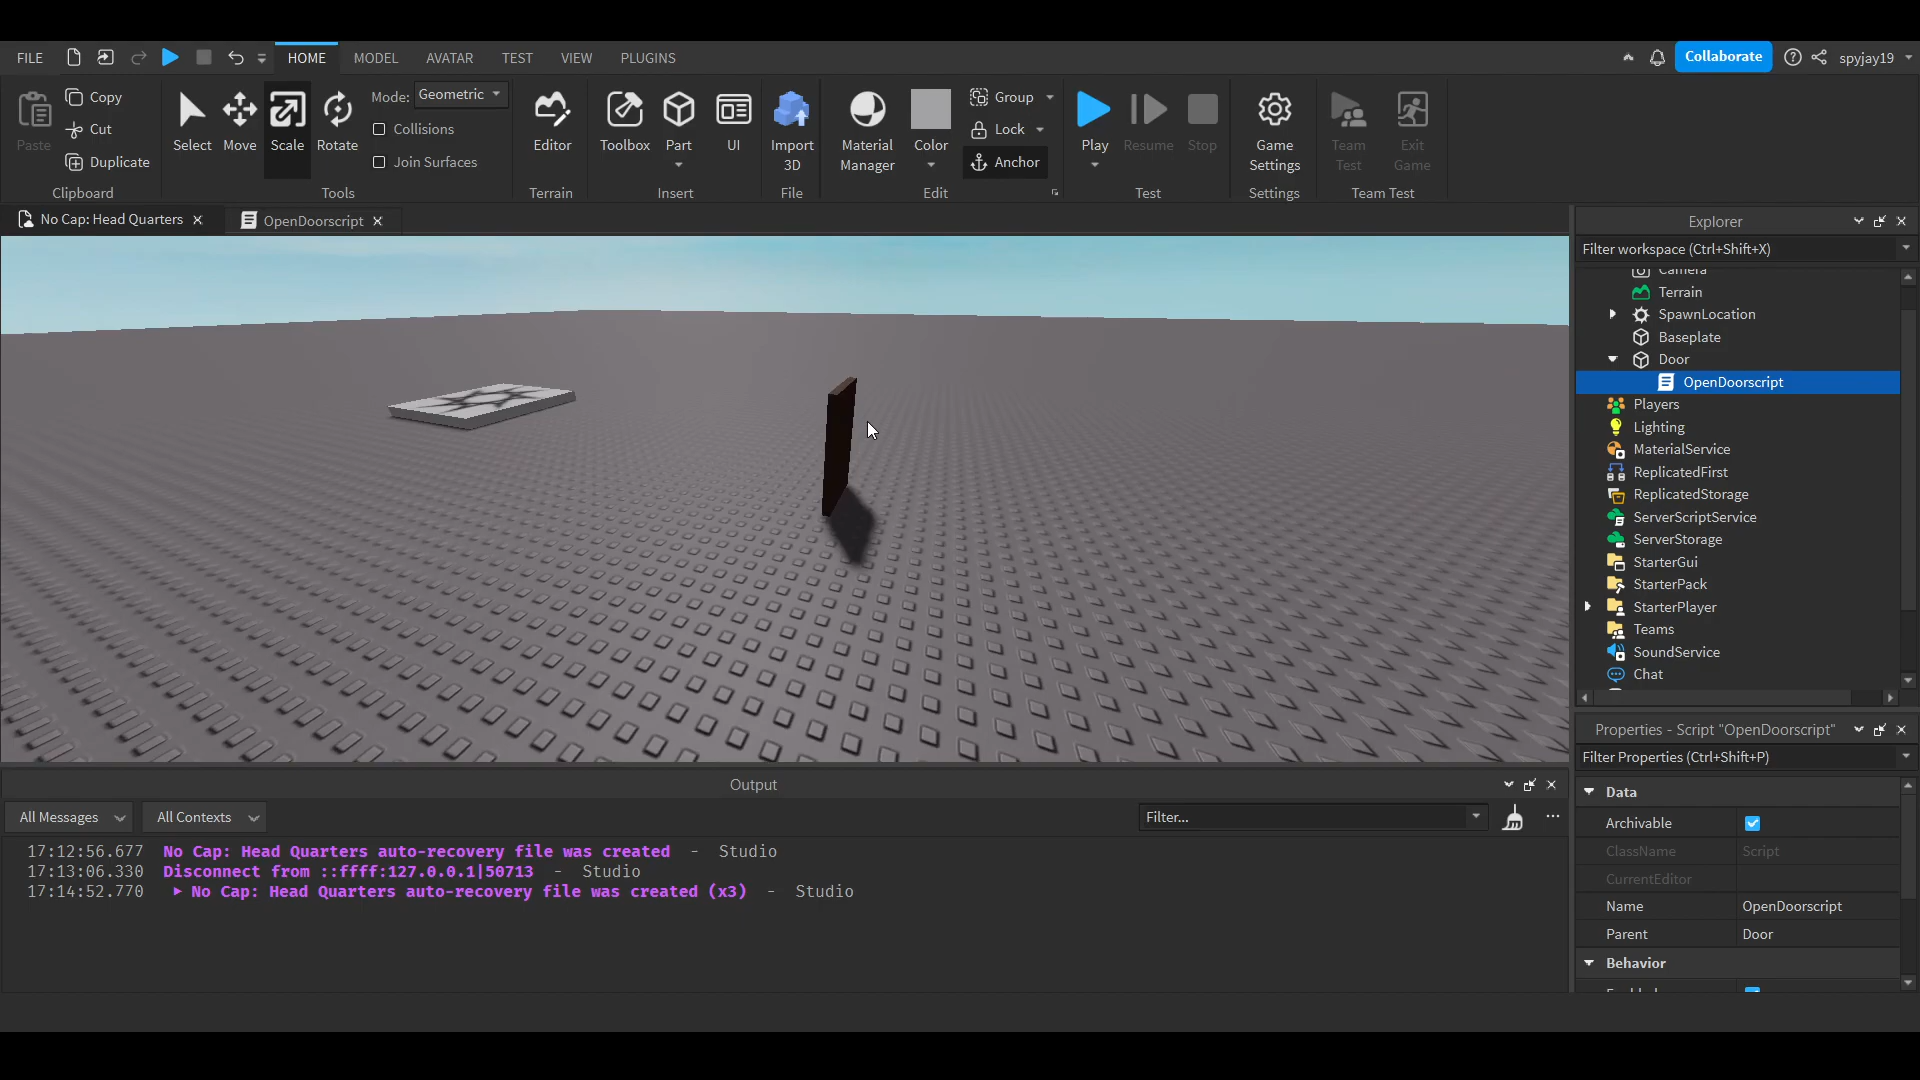 FILE HOME MODEL AVATAR TEST VIEW PLUGINS Collaborate spyjay19
Paste Copy Cut Duplicate
Clipboard
Select Move Scale Rotate
Mode: Geometric
Collisions
Join Surfaces
Tools
Editor
Terrain
Toolbox Part UI
Insert
Import 3D
File
Material Manager Color
Group
Lock
Anchor
Edit
Play Resume Stop
Test
Game Settings
Settings
Team Test Exit Game
Team Test
No Cap: Head Quarters OpenDoorscript
Explorer
Filter workspace (Ctrl+Shift+X)
Camera
Terrain
SpawnLocation
Baseplate
Door
OpenDoorscript
Players
Lighting
MaterialService
ReplicatedFirst
ReplicatedStorage
ServerScriptService
ServerStorage
StarterGui
StarterPack
StarterPlayer
Teams
SoundService
Chat
Properties - Script "OpenDoorscript"
Filter Properties (Ctrl+Shift+P)
Data
Archivable
ClassName Script
CurrentEditor
Name OpenDoorscript
Parent Door
Behavior
Output
All Messages All Contexts Filter...
17:12:56.677 No Cap: Head Quarters auto-recovery file was created - Studio
17:13:06.330 Disconnect from ::ffff:127.0.0.1|50713 - Studio
17:14:52.770 ▶ No Cap: Head Quarters auto-recovery file was created (x3) - Studio